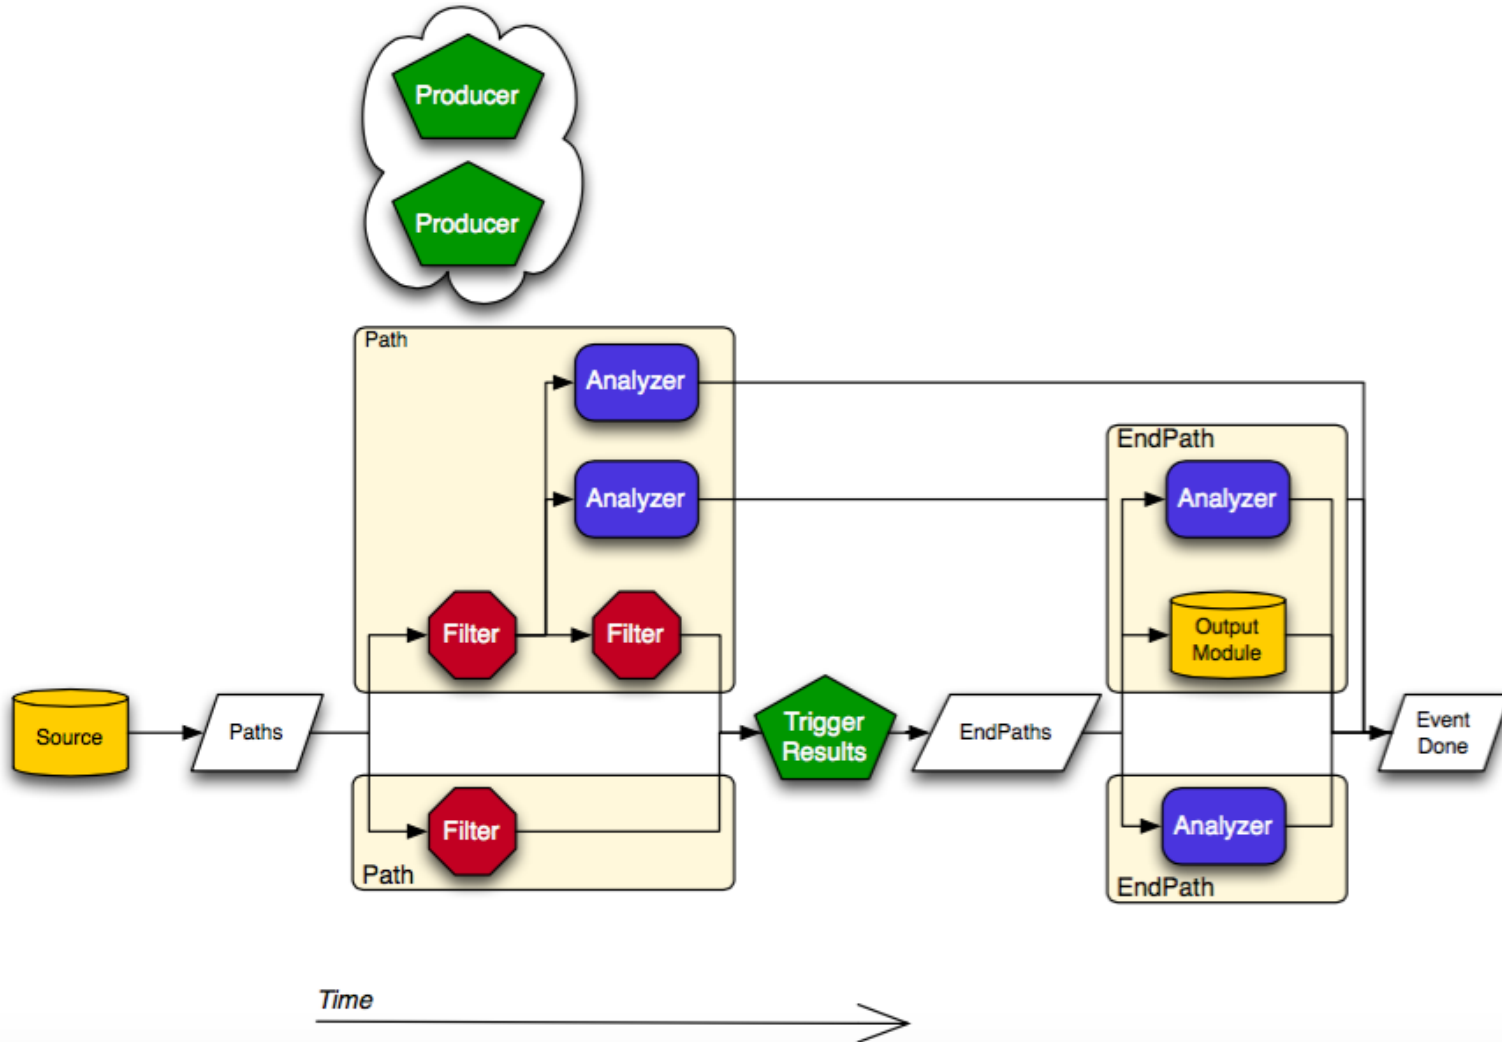 Producer
Producer
Path
Analyzer
Analyzer
Filter
Filter
Source
Paths
Filter
Path
Trigger
Results
EndPaths
EndPath
Analyzer
Output
Module
Analyzer
EndPath
Event
Done
Time